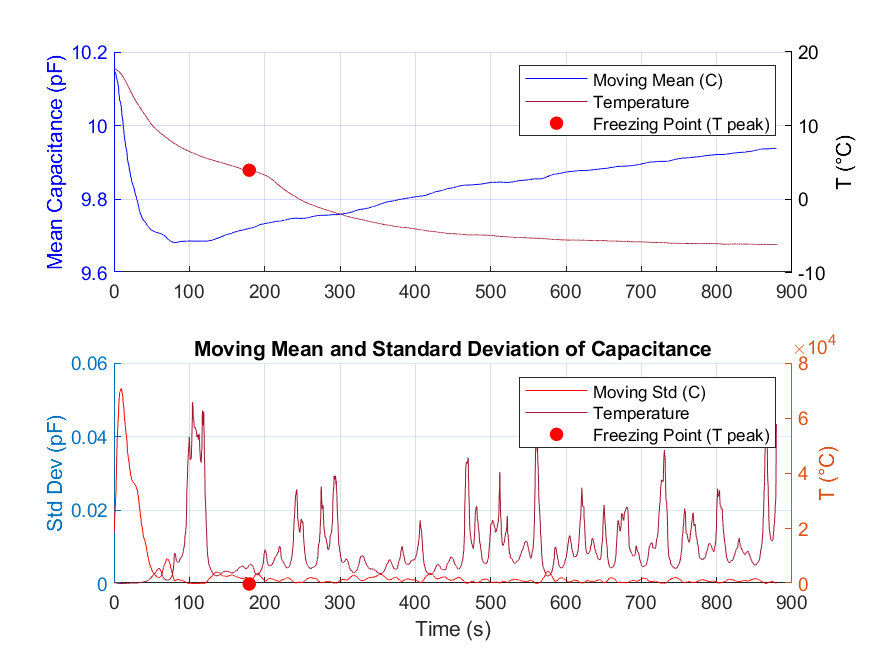 10.2
10
9.8
9.6
Mean Capacitance (pF)
20
10
0
-10
T (°C)
Moving Mean (C)
Temperature
Freezing Point (T peak)
0 100 200 300 400 500 600 700 800 900
Moving Mean and Standard Deviation of Capacitance
×10⁴
0.06
0.04
0.02
0
Std Dev (pF)
8
6
4
2
0
T (°C)
Moving Std (C)
Temperature
Freezing Point (T peak)
0 100 200 300 400 500 600 700 800 900
Time (s)